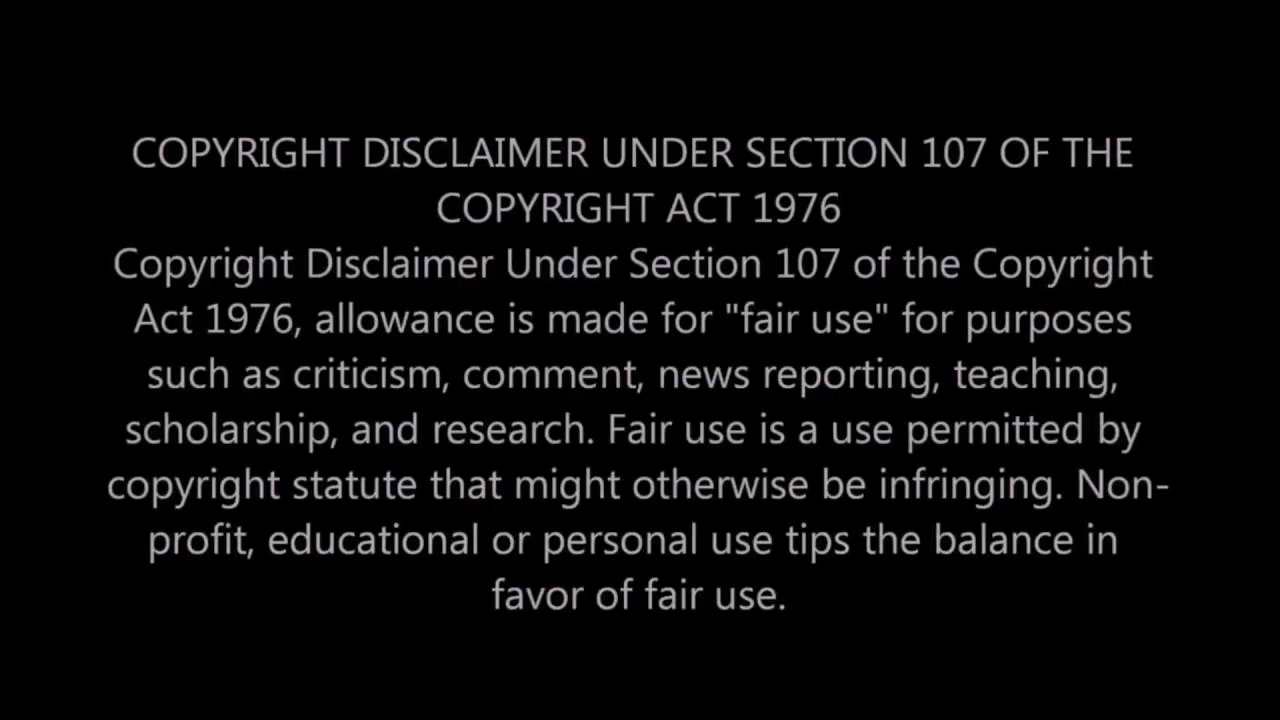 COPYRIGHT DISCLAIMER UNDER SECTION 107 OF THE
COPYRIGHT ACT 1976
Copyright Disclaimer Under Section 107 of the Copyright
Act 1976, allowance is made for "fair use" for purposes
such as criticism, comment, news reporting, teaching,
scholarship, and research. Fair use is a use permitted by
copyright statute that might otherwise be infringing. Non-
profit, educational or personal use tips the balance in
favor of fair use.